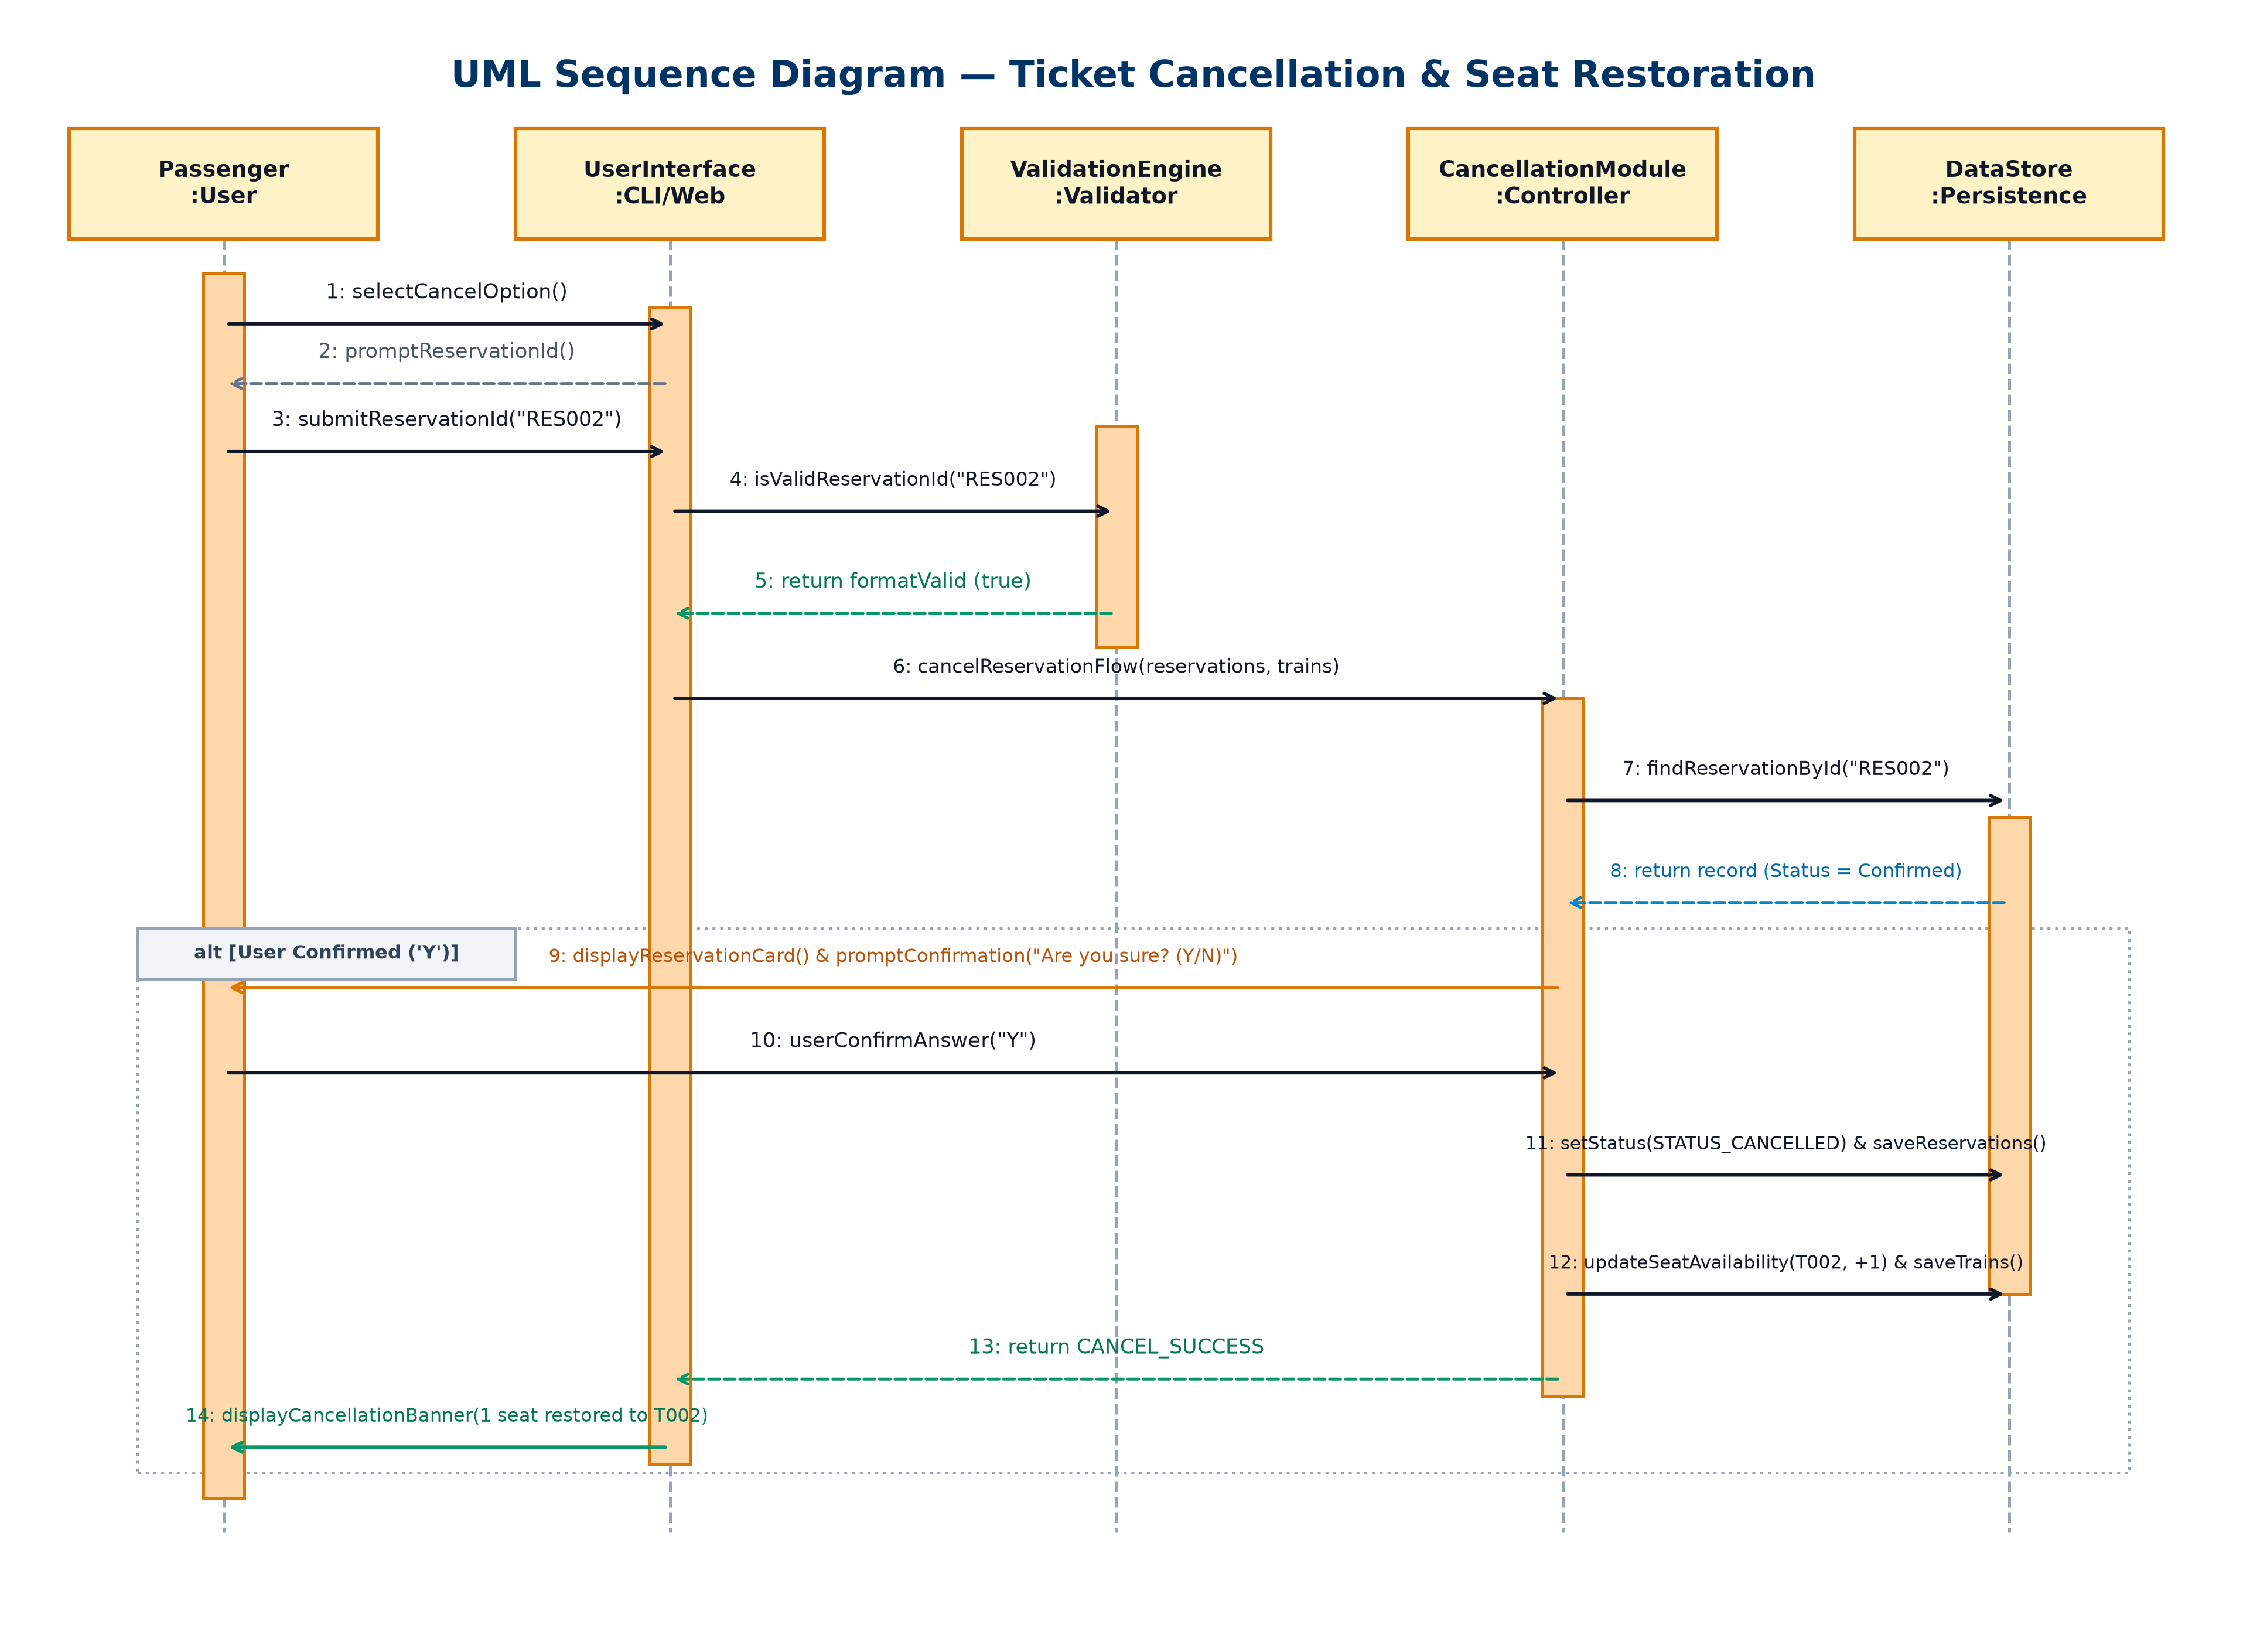 UML Sequence Diagram — Ticket Cancellation & Seat Restoration
Passenger
:User
UserInterface
:CLI/Web
ValidationEngine
:Validator
CancellationModule
:Controller
DataStore
:Persistence
1: selectCancelOption()
2: promptReservationId()
3: submitReservationId("RES002")
4: isValidReservationId("RES002")
5: return formatValid (true)
6: cancelReservationFlow(reservations, trains)
7: findReservationById("RES002")
8: return record (Status = Confirmed)
alt [User Confirmed ('Y')]
9: displayReservationCard() & promptConfirmation("Are you sure? (Y/N)")
10: userConfirmAnswer("Y")
11: setStatus(STATUS_CANCELLED) & saveReservations()
12: updateSeatAvailability(T002, +1) & saveTrains()
13: return CANCEL_SUCCESS
14: displayCancellationBanner(1 seat restored to T002)